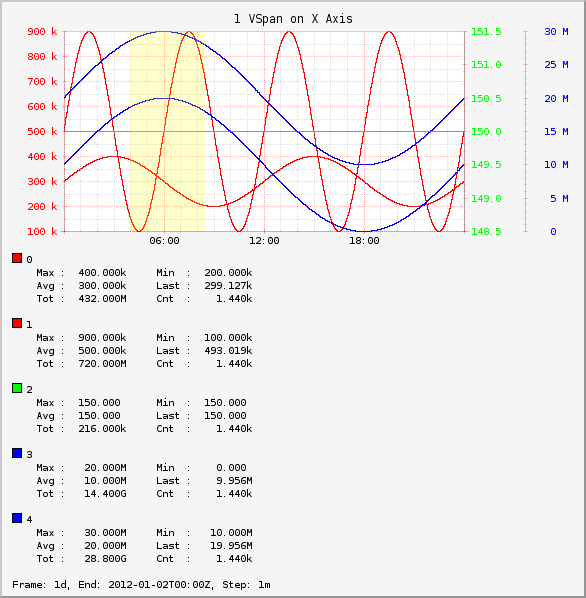 1 VSpan on X Axis
900 k 151.5 30 M
800 k 151.0 25 M
700 k
600 k 150.5 20 M
500 k 150.0 15 M
400 k 149.5 10 M
300 k
200 k 149.0 5 M
100 k 148.5 0
06:00 12:00 18:00
0
Max : 400.000k Min : 200.000k
Avg : 300.000k Last : 299.127k
Tot : 432.000M Cnt : 1.440k
1
Max : 900.000k Min : 100.000k
Avg : 500.000k Last : 493.019k
Tot : 720.000M Cnt : 1.440k
2
Max : 150.000 Min : 150.000
Avg : 150.000 Last : 150.000
Tot : 216.000k Cnt : 1.440k
3
Max : 20.000M Min : 0.000
Avg : 10.000M Last : 9.956M
Tot : 14.400G Cnt : 1.440k
4
Max : 30.000M Min : 10.000M
Avg : 20.000M Last : 19.956M
Tot : 28.800G Cnt : 1.440k
Frame: 1d, End: 2012-01-02T00:00Z, Step: 1m